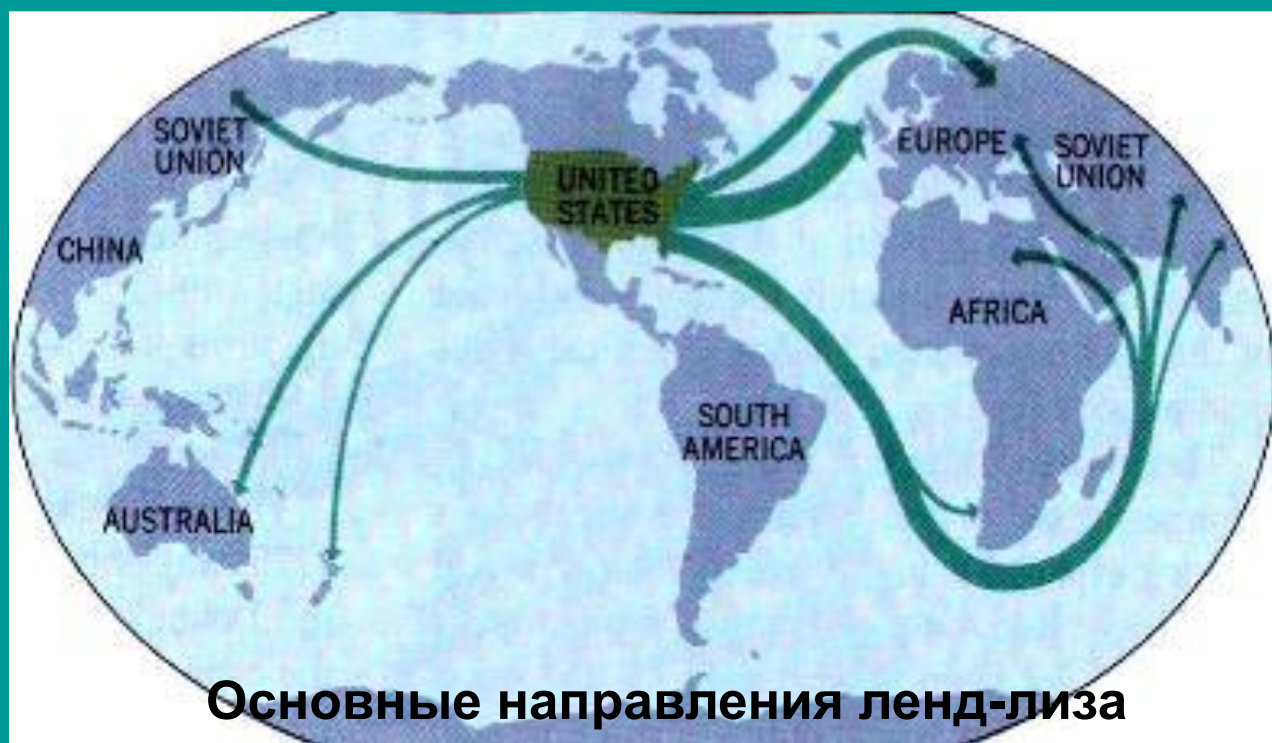 SOVIET
UNION
UNITED
STATES
EUROPE
SOVIET
UNION
CHINA
AFRICA
SOUTH
AMERICA
AUSTRALIA
Основные направления ленд-лиза